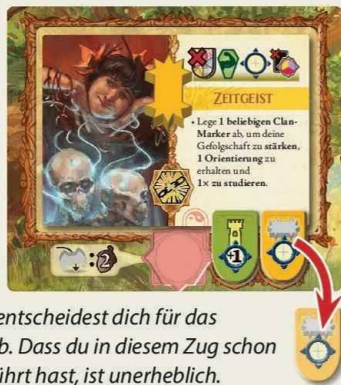 ZEITGEIST
• Lege 1 beliebigen Clan-
Marker ab, um deine
Gefolgschaft zu stärken,
1 Orientierung zu
erhalten und
1× zu studieren.
:2
+1
entscheidest dich für das
b. Dass du in diesem Zug schon
ührt hast, ist unerheblich.